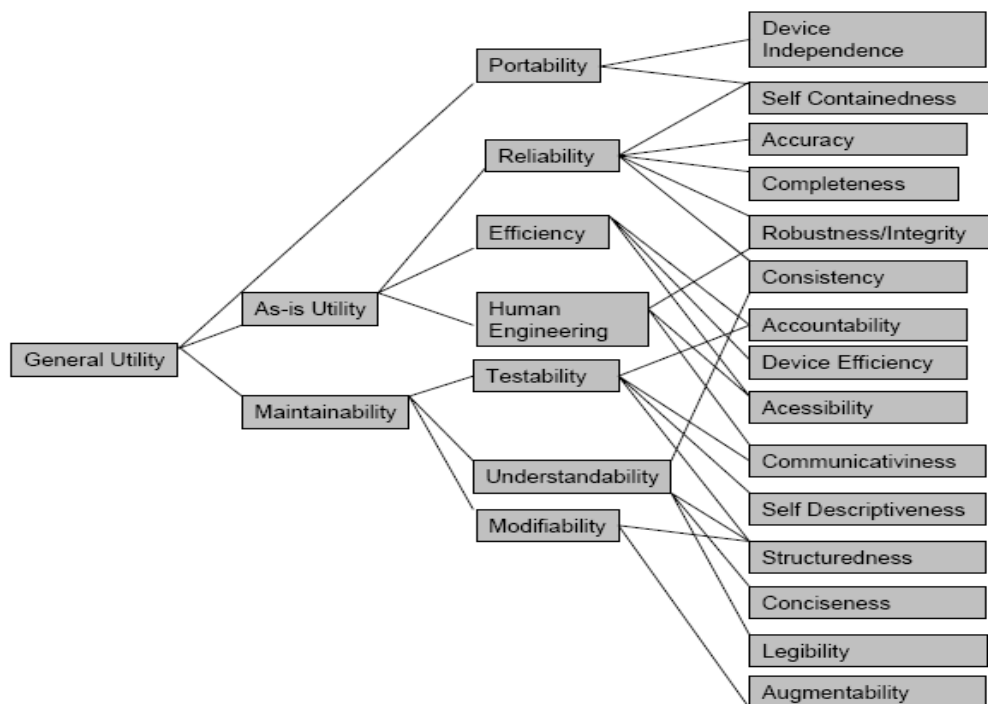 Device
Independence
Portability
Self Containedness
Accuracy
Reliability
Completeness
Efficiency
Robustness/Integrity
Consistency
As-is Utility
Human
Engineering
Accountability
General Utility
Device Efficiency
Testability
Acessibility
Maintainability
Communicativiness
Understandability
Self Descriptiveness
Modifiability
Structuredness
Conciseness
Legibility
Augmentability